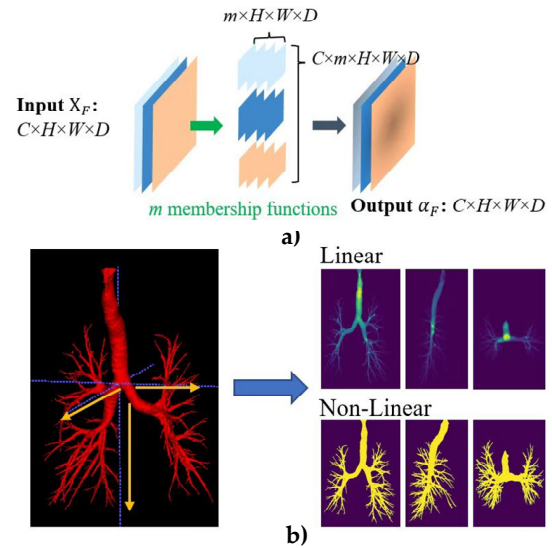 m×H×W×D
C×m×H×W×D
Input X_F:
C×H×W×D
m membership functions
Output α_F: C×H×W×D
a)
Linear
Non-Linear
b)